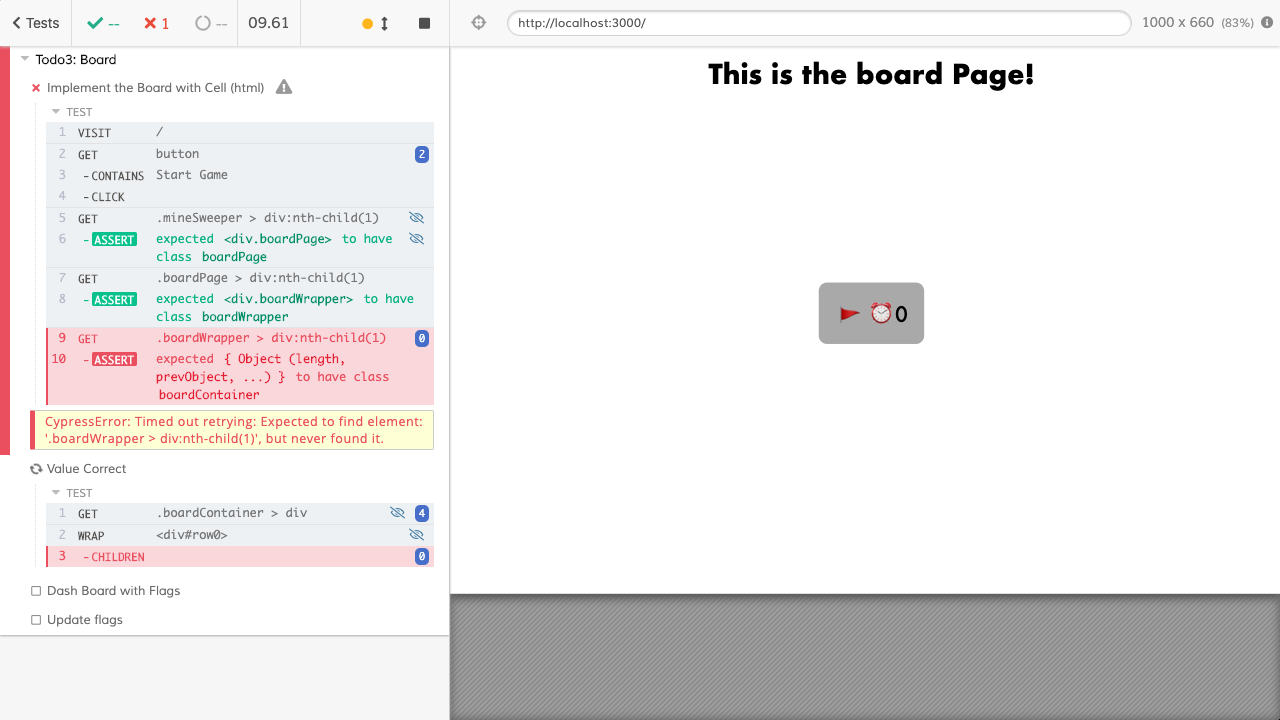 Tests
--
1
--
09.61
http://localhost:3000/
1000 x 660 (83%)
Todo3: Board
Implement the Board with Cell (html)
TEST
1 VISIT /
2 GET button 2
3 -CONTAINS Start Game
4 -CLICK
5 GET .mineSweeper > div:nth-child(1)
6 -ASSERT expected <div.boardPage> to have
class boardPage
7 GET .boardPage > div:nth-child(1)
8 -ASSERT expected <div.boardWrapper> to have
class boardWrapper
9 GET .boardWrapper > div:nth-child(1) 0
10 -ASSERT expected { Object (length,
prevObject, ...) } to have class
boardContainer
CypressError: Timed out retrying: Expected to find element:
'.boardWrapper > div:nth-child(1)', but never found it.
Value Correct
TEST
1 GET .boardContainer > div 4
2 WRAP <div#row0>
3 -CHILDREN 0
Dash Board with Flags
Update flags
This is the board Page!
🚩 ⏰0